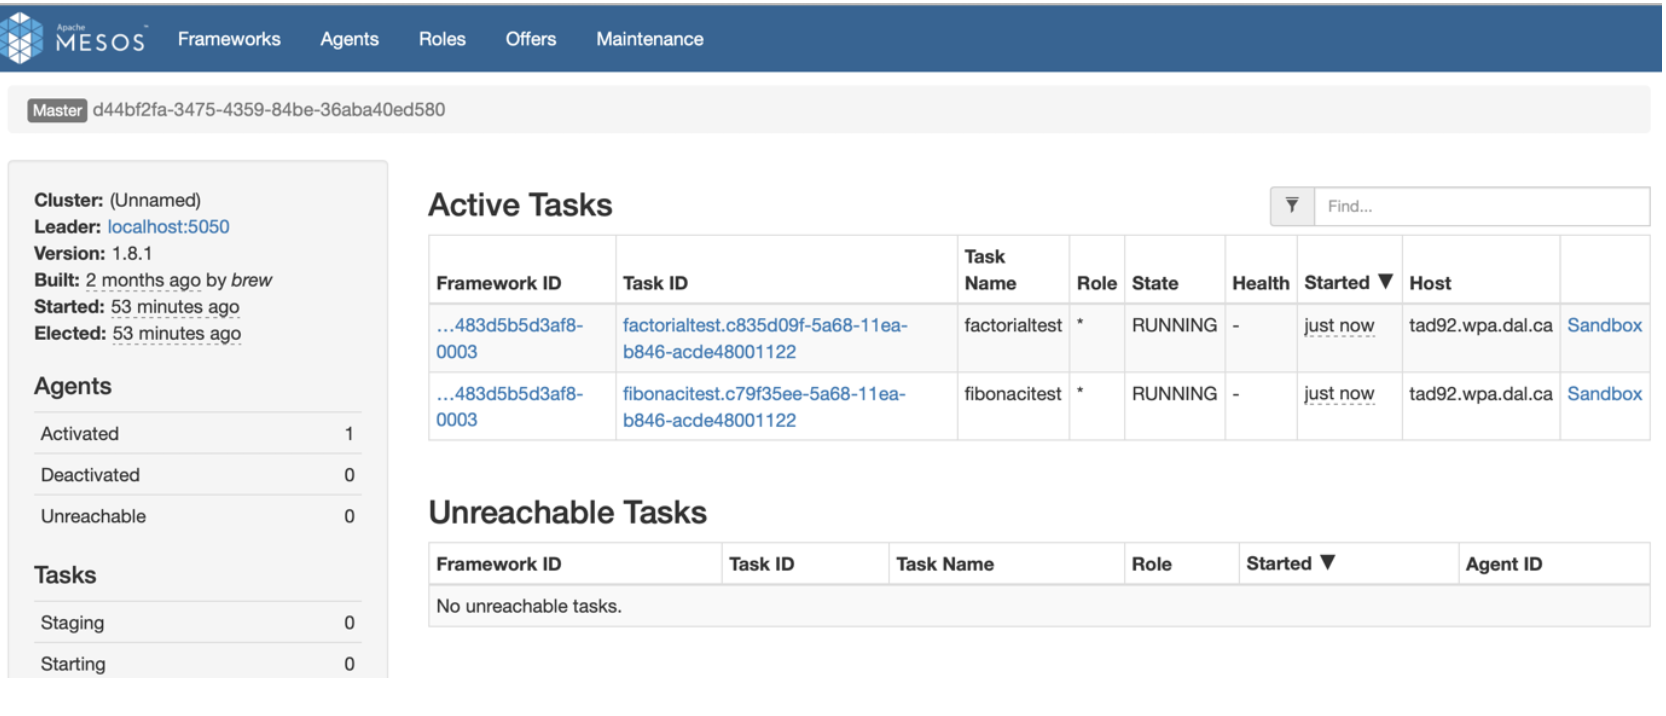 Apache
MESOS™
Frameworks Agents Roles Offers Maintenance
Master d44bf2fa-3475-4359-84be-36aba40ed580
Cluster: (Unnamed)
Leader: localhost:5050
Version: 1.8.1
Built: 2 months ago by brew
Started: 53 minutes ago
Elected: 53 minutes ago
Agents
Activated 1
Deactivated 0
Unreachable 0
Tasks
Staging 0
Starting 0
Active Tasks
Find...
Framework ID Task ID Task Name Role State Health Started ▼ Host
...483d5b5d3af8-0003 factorialtest.c835d09f-5a68-11ea-b846-acde48001122 factorialtest * RUNNING - just now tad92.wpa.dal.ca Sandbox
...483d5b5d3af8-0003 fibonacitest.c79f35ee-5a68-11ea-b846-acde48001122 fibonacitest * RUNNING - just now tad92.wpa.dal.ca Sandbox
Unreachable Tasks
Framework ID Task ID Task Name Role Started ▼ Agent ID
No unreachable tasks.